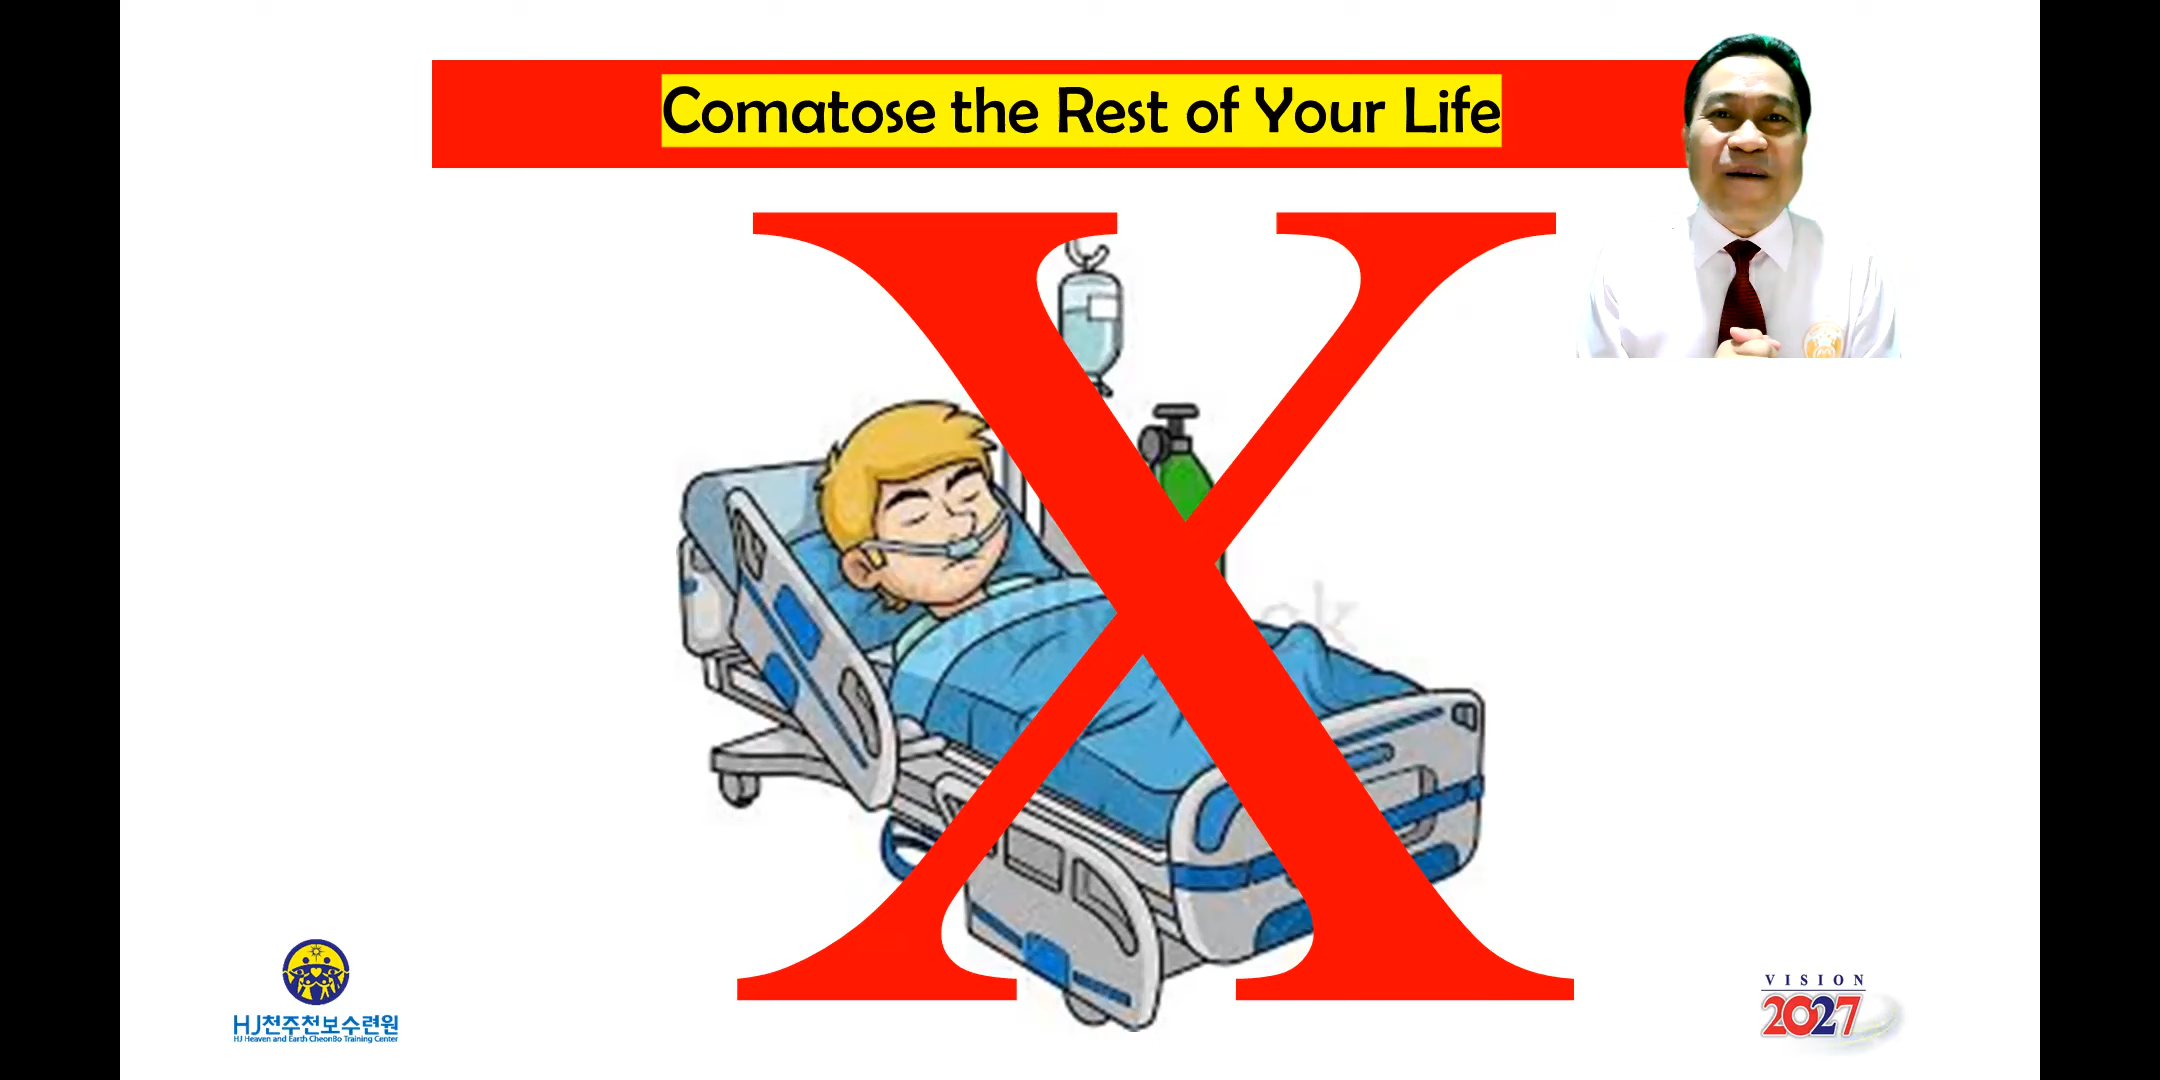 Comatose the Rest of Your Life
HJ천주천보수련원
HJ Heaven and Earth CheonBo Training Center
VISION
2027